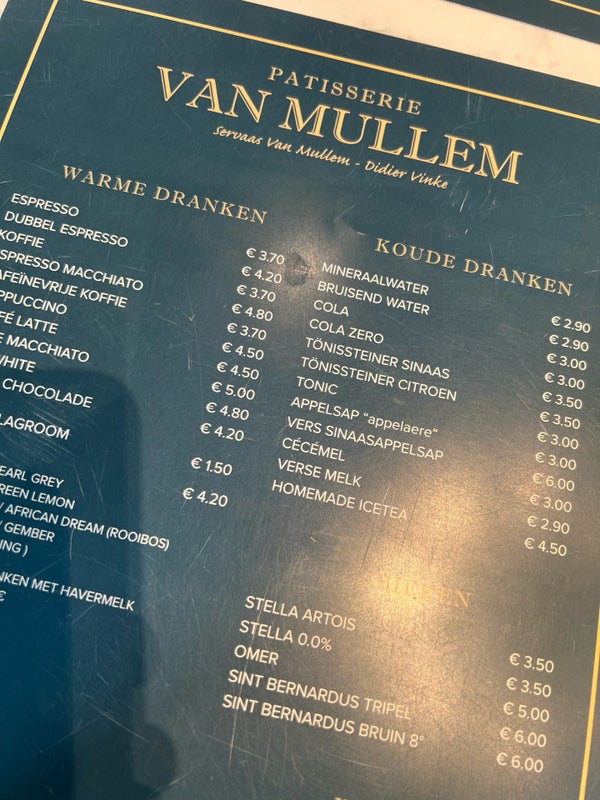 PATISSERIE
VAN MULLEM
Servaas Van Mullem - Didier Vinke
WARME DRANKEN
ESPRESSO € 3.70
DUBBEL ESPRESSO € 4.20
KOFFIE € 3.70
SPRESSO MACCHIATO € 4.80
AFEÏNEVRIJE KOFFIE € 3.70
PPUCCINO € 4.50
FÉ LATTE € 4.50
E MACCHIATO € 5.00
WHITE € 4.80
CHOCOLADE € 4.20
LAGROOM € 1.50
€ 4.20
EARL GREY
REEN LEMON
/ AFRICAN DREAM (ROOIBOS)
/ GEMBER
ING )
NKEN MET HAVERMELK
€
KOUDE DRANKEN
MINERAALWATER € 2.90
BRUISEND WATER € 2.90
COLA € 3.00
COLA ZERO € 3.00
TÖNISSTEINER SINAAS € 3.50
TÖNISSTEINER CITROEN € 3.50
TONIC € 3.00
APPELSAP "appelaere" € 3.00
VERS SINAASAPPELSAP € 6.00
CÉCÉMEL € 3.00
VERSE MELK € 2.90
HOMEMADE ICETEA € 4.50
STELLA ARTOIS € 3.50
STELLA 0.0% € 3.50
OMER € 5.00
SINT BERNARDUS TRIPEL € 6.00
SINT BERNARDUS BRUIN 8° € 6.00